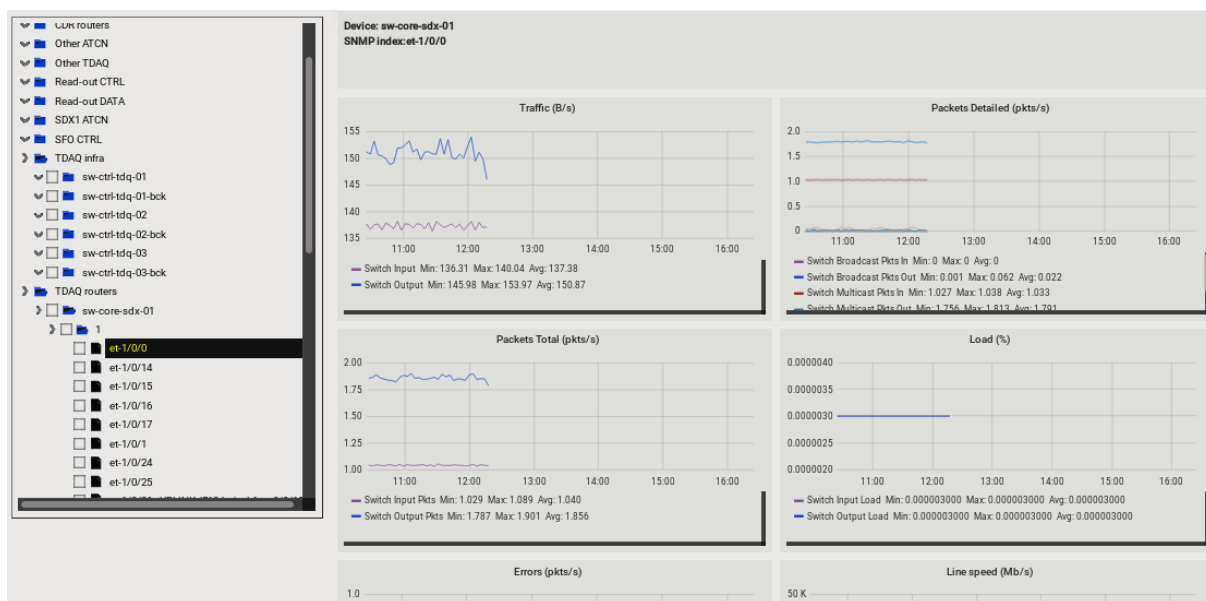 CDR routers
Other ATCN
Other TDAQ
Read-out CTRL
Read-out DATA
SDX1 ATCN
SFO CTRL
TDAQ infra
sw-ctrl-tdq-01
sw-ctrl-tdq-01-bck
sw-ctrl-tdq-02
sw-ctrl-tdq-02-bck
sw-ctrl-tdq-03
sw-ctrl-tdq-03-bck
TDAQ routers
sw-core-sdx-01
1
et-1/0/0
et-1/0/14
et-1/0/15
et-1/0/16
et-1/0/17
et-1/0/1
et-1/0/24
et-1/0/25
Device: sw-core-sdx-01
SNMP index:et-1/0/0
Traffic (B/s)
155
150
145
140
135
11:00 12:00 13:00 14:00 15:00 16:00
Switch Input Min: 136.31 Max: 140.04 Avg: 137.38
Switch Output Min: 145.98 Max: 153.97 Avg: 150.87
Packets Detailed (pkts/s)
2.0
1.5
1.0
0.5
0
11:00 12:00 13:00 14:00 15:00 16:00
Switch Broadcast Pkts In Min: 0 Max: 0 Avg: 0
Switch Broadcast Pkts Out Min: 0.001 Max: 0.062 Avg: 0.022
Switch Multicast Pkts In Min: 1.027 Max: 1.038 Avg: 1.033
Switch Multicast Pkts Out Min: 1.756 Max: 1.813 Avg: 1.791
Packets Total (pkts/s)
2.00
1.75
1.50
1.25
1.00
11:00 12:00 13:00 14:00 15:00 16:00
Switch Input Pkts Min: 1.029 Max: 1.089 Avg: 1.040
Switch Output Pkts Min: 1.787 Max: 1.901 Avg: 1.856
Load (%)
0.0000040
0.0000035
0.0000030
0.0000025
0.0000020
11:00 12:00 13:00 14:00 15:00 16:00
Switch Input Load Min: 0.000003000 Max: 0.000003000 Avg: 0.000003000
Switch Output Load Min: 0.000003000 Max: 0.000003000 Avg: 0.000003000
Errors (pkts/s)
1.0
Line speed (Mb/s)
50 K